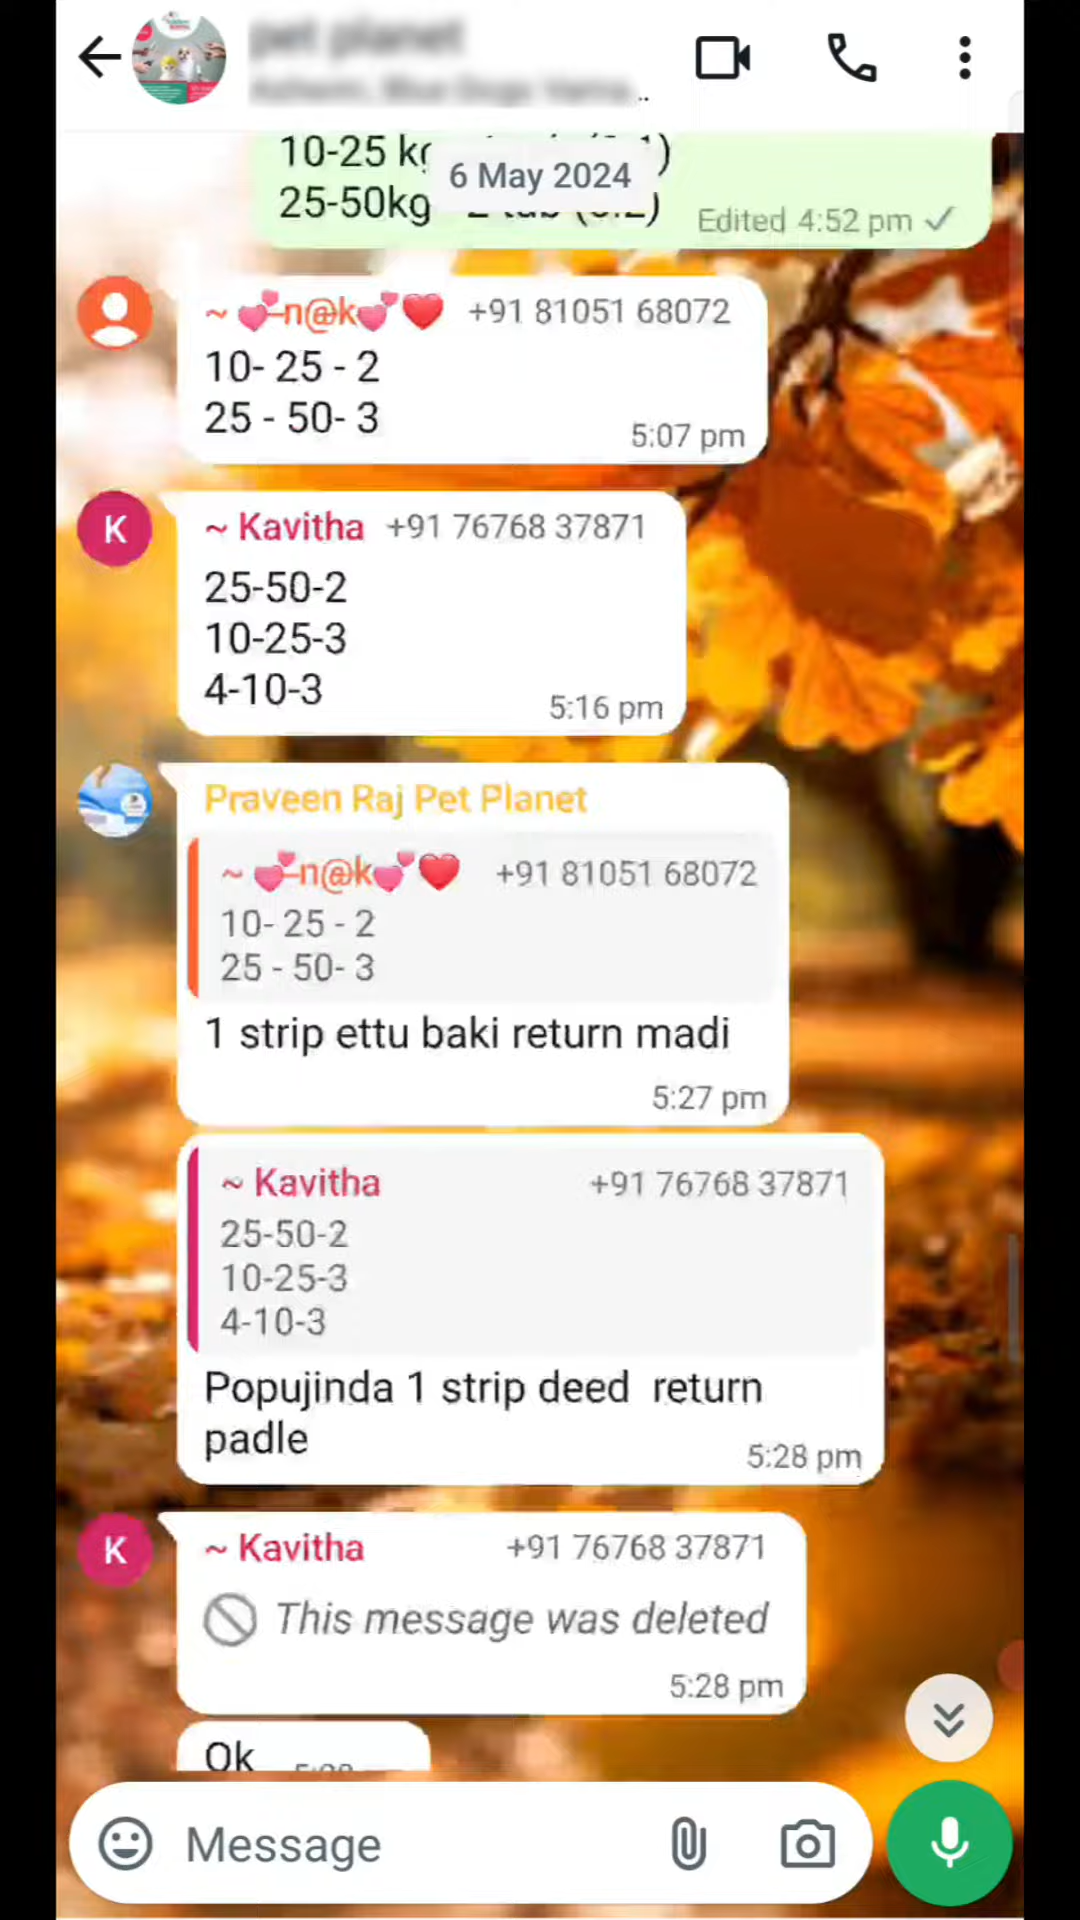 pet planet
10-25 kg
6 May 2024
25-50kg
Edited 4:52 pm
~ 💕-n@k💕❤️ +91 81051 68072
10- 25 - 2
25 - 50- 3
5:07 pm
K
~ Kavitha +91 76768 37871
25-50-2
10-25-3
4-10-3
5:16 pm
Praveen Raj Pet Planet
~ 💕-n@k💕❤️ +91 81051 68072
10- 25 - 2
25 - 50- 3
1 strip ettu baki return madi
5:27 pm
~ Kavitha +91 76768 37871
25-50-2
10-25-3
4-10-3
Popujinda 1 strip deed return
padle
5:28 pm
K
~ Kavitha +91 76768 37871
This message was deleted
5:28 pm
Ok
Message